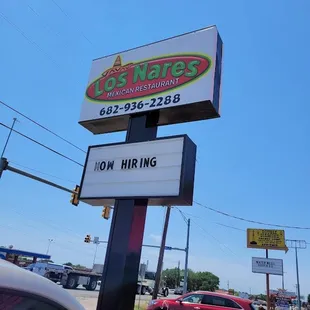 Los Nares
MEXICAN RESTAURANT
682-936-2288
NOW HIRING